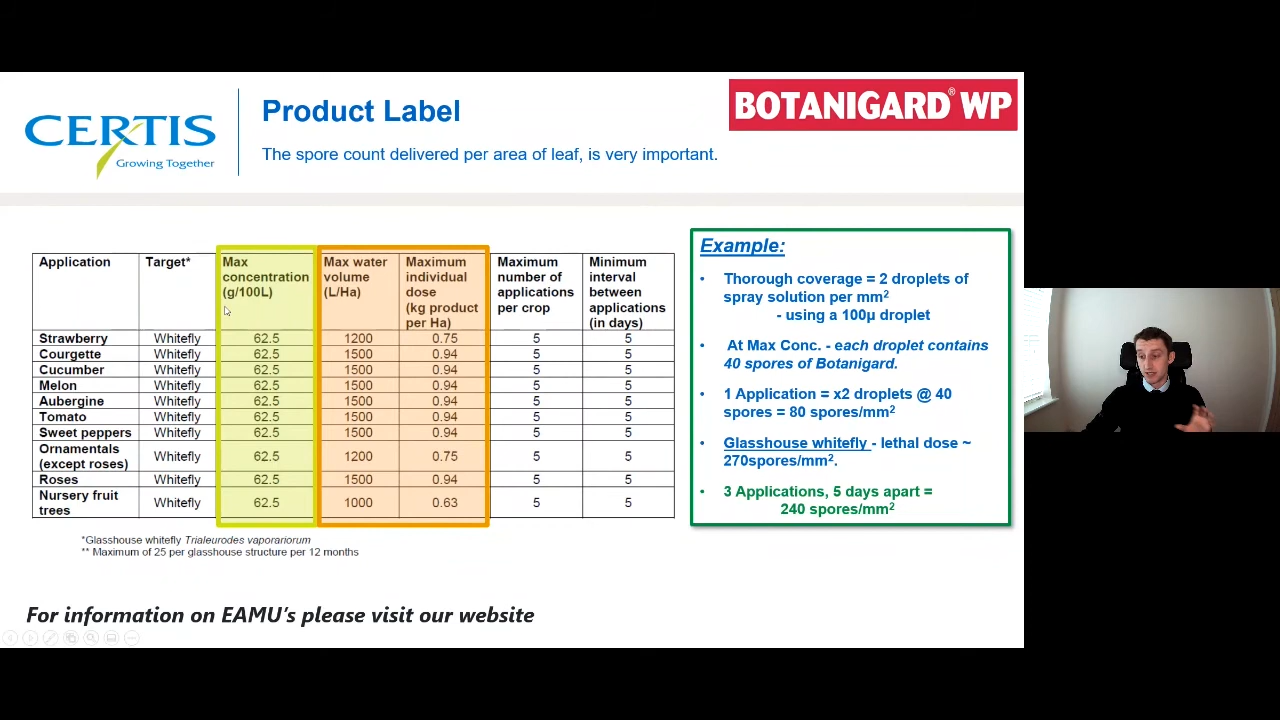 CERTIS
Growing Together
Product Label
The spore count delivered per area of leaf, is very important.
BOTANIGARD® WP
Application Target* Max concentration (g/100L) Max water volume (L/Ha) Maximum individual dose (kg product per Ha) Maximum number of applications per crop Minimum interval between applications (in days)
Strawberry Whitefly 62.5 1200 0.75 5 5
Courgette Whitefly 62.5 1500 0.94 5 5
Cucumber Whitefly 62.5 1500 0.94 5 5
Melon Whitefly 62.5 1500 0.94 5 5
Aubergine Whitefly 62.5 1500 0.94 5 5
Tomato Whitefly 62.5 1500 0.94 5 5
Sweet peppers Whitefly 62.5 1500 0.94 5 5
Ornamentals (except roses) Whitefly 62.5 1200 0.75 5 5
Roses Whitefly 62.5 1500 0.94 5 5
Nursery fruit trees Whitefly 62.5 1000 0.63 5 5
*Glasshouse whitefly Trialeurodes vaporariorum
** Maximum of 25 per glasshouse structure per 12 months
Example:
• Thorough coverage = 2 droplets of
spray solution per mm²
- using a 100µ droplet
• At Max Conc. - each droplet contains
40 spores of Botanigard.
• 1 Application = x2 droplets @ 40
spores = 80 spores/mm²
• Glasshouse whitefly - lethal dose ~
270spores/mm².
• 3 Applications, 5 days apart =
240 spores/mm²
For information on EAMU's please visit our website